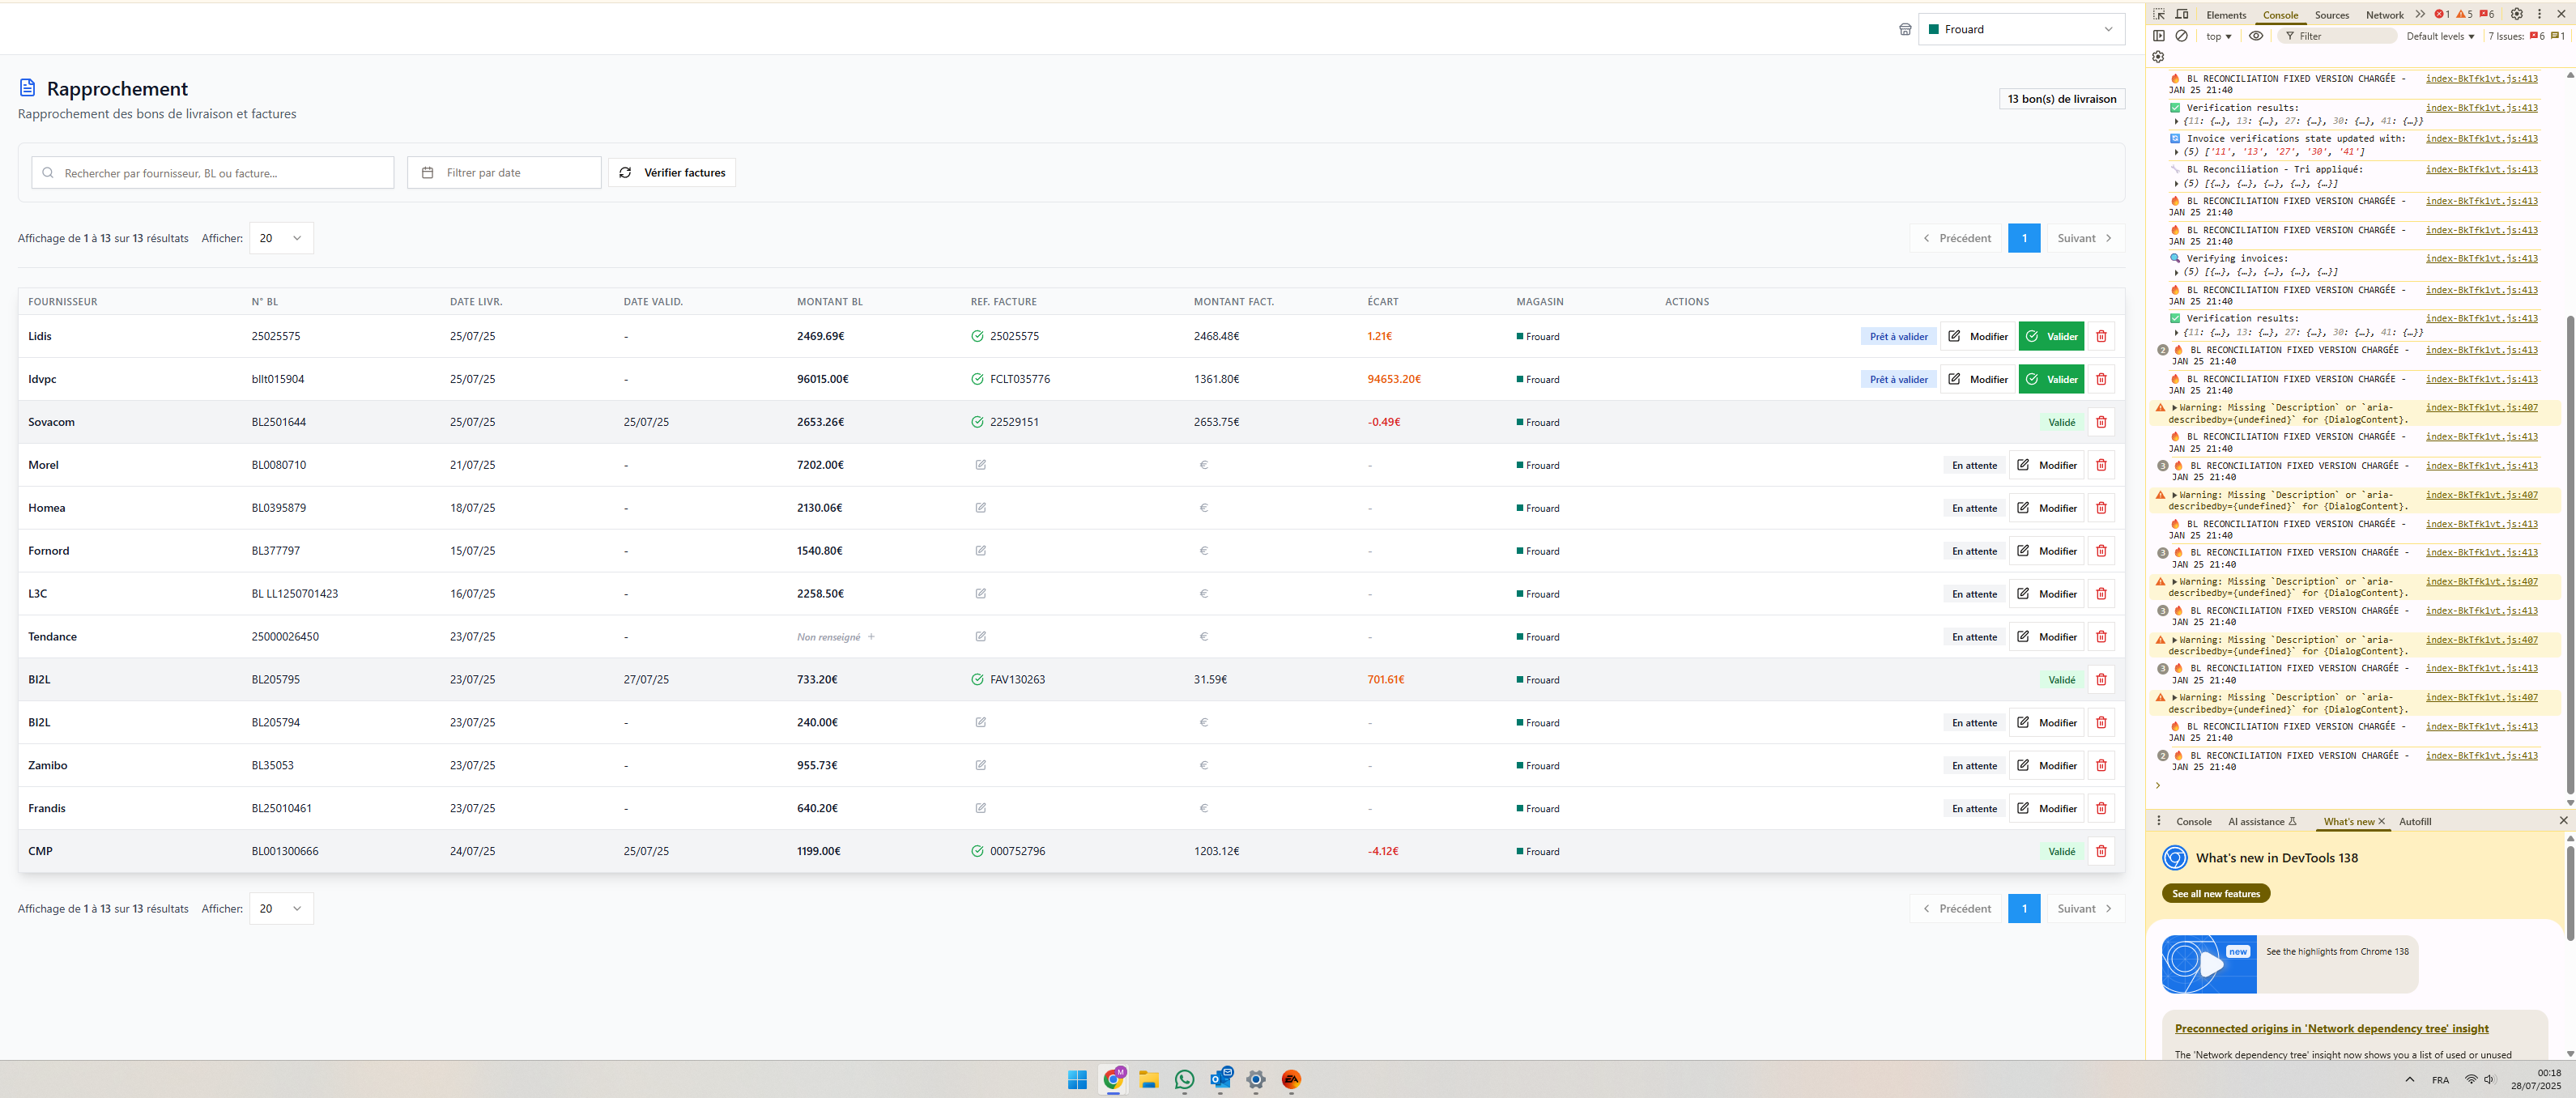 Frouard
Rapprochement
Rapprochement des bons de livraison et factures
13 bon(s) de livraison
Rechercher par fournisseur, BL ou facture...
Filtrer par date
Vérifier factures
Affichage de 1 à 13 sur 13 résultats Afficher: 20
Précédent 1 Suivant
FOURNISSEUR N° BL DATE LIVR. DATE VALID. MONTANT BL REF. FACTURE MONTANT FACT. ÉCART MAGASIN ACTIONS
Lidis 25025575 25/07/25 - 2469.69€ 25025575 2468.48€ 1.21€ Frouard Prêt à valider Modifier Valider
Idvpc bllt015904 25/07/25 - 96015.00€ FCLT035776 1361.80€ 94653.20€ Frouard Prêt à valider Modifier Valider
Sovacom BL2501644 25/07/25 25/07/25 2653.26€ 22529151 2653.75€ -0.49€ Frouard Validé
Morel BL0080710 21/07/25 - 7202.00€ € - Frouard En attente Modifier
Homea BL0395879 18/07/25 - 2130.06€ € - Frouard En attente Modifier
Fornord BL377797 15/07/25 - 1540.80€ € - Frouard En attente Modifier
L3C BL LL1250701423 16/07/25 - 2258.50€ € - Frouard En attente Modifier
Tendance 25000026450 23/07/25 - Non renseigné + € - Frouard En attente Modifier
BI2L BL205795 23/07/25 27/07/25 733.20€ FAV130263 31.59€ 701.61€ Frouard Validé
BI2L BL205794 23/07/25 - 240.00€ € - Frouard En attente Modifier
Zamibo BL35053 23/07/25 - 955.73€ € - Frouard En attente Modifier
Frandis BL25010461 23/07/25 - 640.20€ € - Frouard En attente Modifier
CMP BL001300666 24/07/25 25/07/25 1199.00€ 000752796 1203.12€ -4.12€ Frouard Validé
Affichage de 1 à 13 sur 13 résultats Afficher: 20
Précédent 1 Suivant
Elements Console Sources Network 1 5 6
top Filter Default levels 7 Issues: 6 1
🔥 BL RECONCILIATION FIXED VERSION CHARGÉE - index-BkTfk1vt.js:413
JAN 25 21:40
✅ Verification results: index-BkTfk1vt.js:413
{11: {…}, 13: {…}, 27: {…}, 30: {…}, 41: {…}}
Invoice verifications state updated with: index-BkTfk1vt.js:413
(5) ['11', '13', '27', '30', '41']
BL Reconciliation - Tri appliqué: index-BkTfk1vt.js:413
(5) [{…}, {…}, {…}, {…}, {…}]
🔥 BL RECONCILIATION FIXED VERSION CHARGÉE - index-BkTfk1vt.js:413
JAN 25 21:40
🔥 BL RECONCILIATION FIXED VERSION CHARGÉE - index-BkTfk1vt.js:413
JAN 25 21:40
🔍 Verifying invoices: index-BkTfk1vt.js:413
(5) [{…}, {…}, {…}, {…}, {…}]
🔥 BL RECONCILIATION FIXED VERSION CHARGÉE - index-BkTfk1vt.js:413
JAN 25 21:40
✅ Verification results: index-BkTfk1vt.js:413
{11: {…}, 13: {…}, 27: {…}, 30: {…}, 41: {…}}
2 🔥 BL RECONCILIATION FIXED VERSION CHARGÉE - index-BkTfk1vt.js:413
JAN 25 21:40
🔥 BL RECONCILIATION FIXED VERSION CHARGÉE - index-BkTfk1vt.js:413
JAN 25 21:40
Warning: Missing `Description` or `aria- index-BkTfk1vt.js:407
describedby={undefined}` for {DialogContent}.
🔥 BL RECONCILIATION FIXED VERSION CHARGÉE - index-BkTfk1vt.js:413
JAN 25 21:40
3 🔥 BL RECONCILIATION FIXED VERSION CHARGÉE - index-BkTfk1vt.js:413
JAN 25 21:40
Warning: Missing `Description` or `aria- index-BkTfk1vt.js:407
describedby={undefined}` for {DialogContent}.
🔥 BL RECONCILIATION FIXED VERSION CHARGÉE - index-BkTfk1vt.js:413
JAN 25 21:40
3 🔥 BL RECONCILIATION FIXED VERSION CHARGÉE - index-BkTfk1vt.js:413
JAN 25 21:40
Warning: Missing `Description` or `aria- index-BkTfk1vt.js:407
describedby={undefined}` for {DialogContent}.
3 🔥 BL RECONCILIATION FIXED VERSION CHARGÉE - index-BkTfk1vt.js:413
JAN 25 21:40
Warning: Missing `Description` or `aria- index-BkTfk1vt.js:407
describedby={undefined}` for {DialogContent}.
3 🔥 BL RECONCILIATION FIXED VERSION CHARGÉE - index-BkTfk1vt.js:413
JAN 25 21:40
Warning: Missing `Description` or `aria- index-BkTfk1vt.js:407
describedby={undefined}` for {DialogContent}.
🔥 BL RECONCILIATION FIXED VERSION CHARGÉE - index-BkTfk1vt.js:413
JAN 25 21:40
2 🔥 BL RECONCILIATION FIXED VERSION CHARGÉE - index-BkTfk1vt.js:413
JAN 25 21:40
Console AI assistance What's new Autofill
What's new in DevTools 138
See all new features
new
See the highlights from Chrome 138
Preconnected origins in 'Network dependency tree' insight
The 'Network dependency tree' insight now shows you a list of used or unused
M EA FRA 00:18
28/07/2025